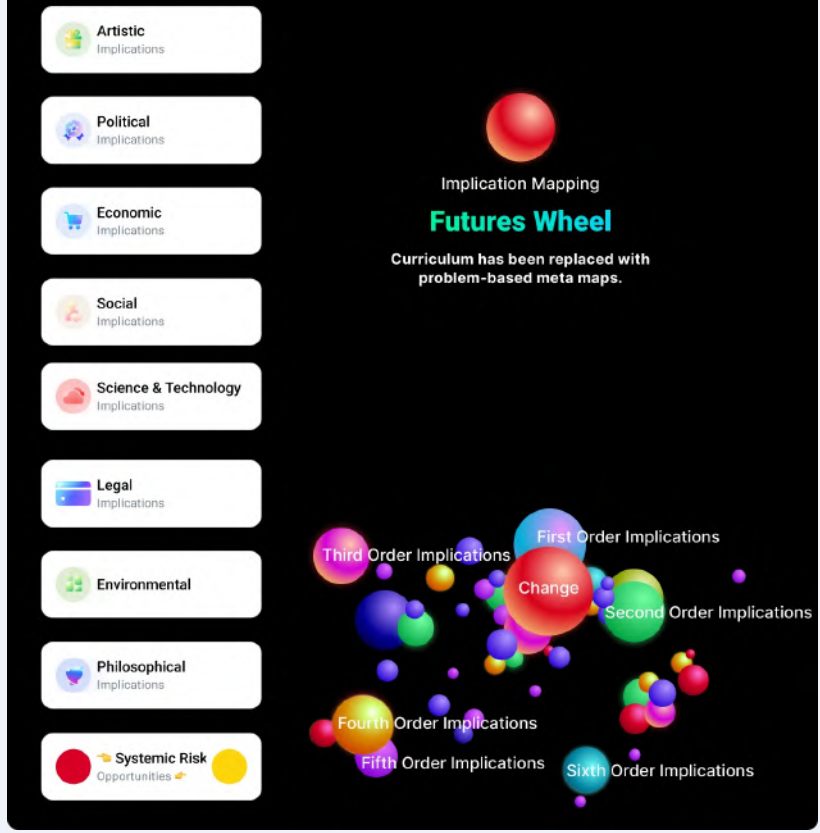 Artistic
Implications
Political
Implications
Economic
Implications
Social
Implications
Science & Technology
Implications
Legal
Implications
Environmental
Philosophical
Implications
👈 Systemic Risk
Opportunities 👉
Implication Mapping
Futures Wheel
Curriculum has been replaced with
problem-based meta maps.
First Order Implications
Third Order Implications
Change
Second Order Implications
Fourth Order Implications
Fifth Order Implications
Sixth Order Implications